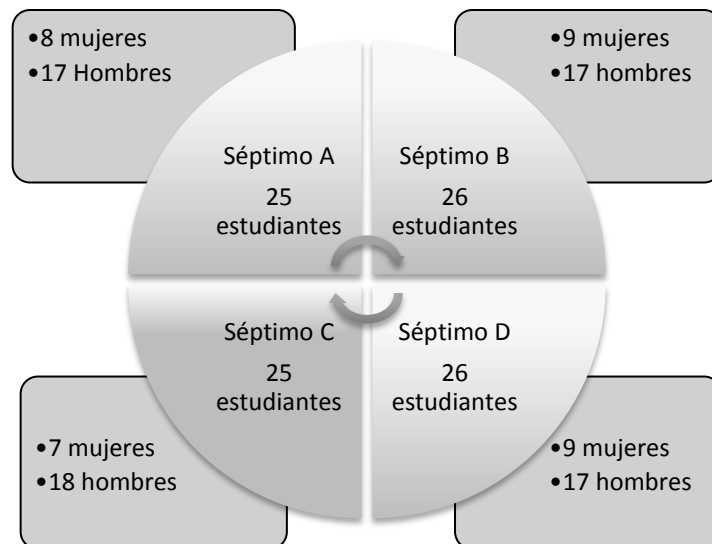 •8 mujeres
•17 Hombres
•9 mujeres
•17 hombres
Séptimo A
25
estudiantes
Séptimo B
26
estudiantes
Séptimo C
25
estudiantes
Séptimo D
26
estudiantes
•7 mujeres
•18 hombres
•9 mujeres
•17 hombres